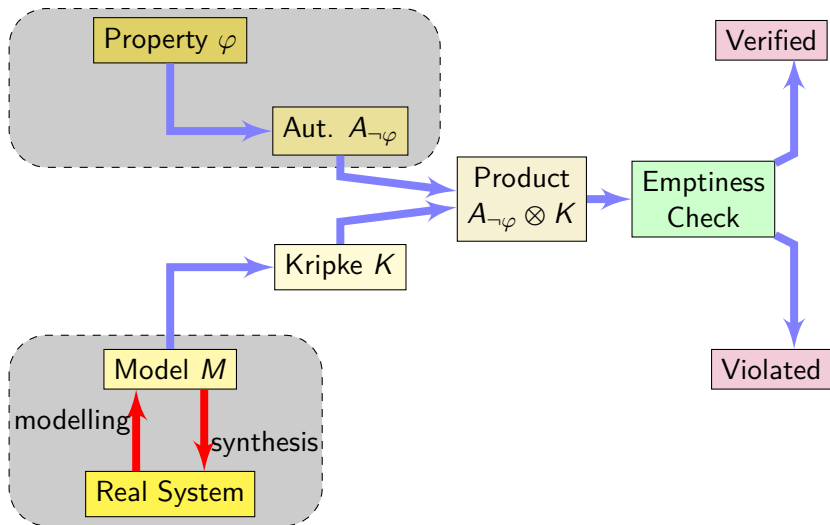 Property φ
Verified
Aut. A¬φ
Product
A¬φ ⊗ K
Emptiness
Check
Kripke K
Model M
Violated
modelling
synthesis
Real System